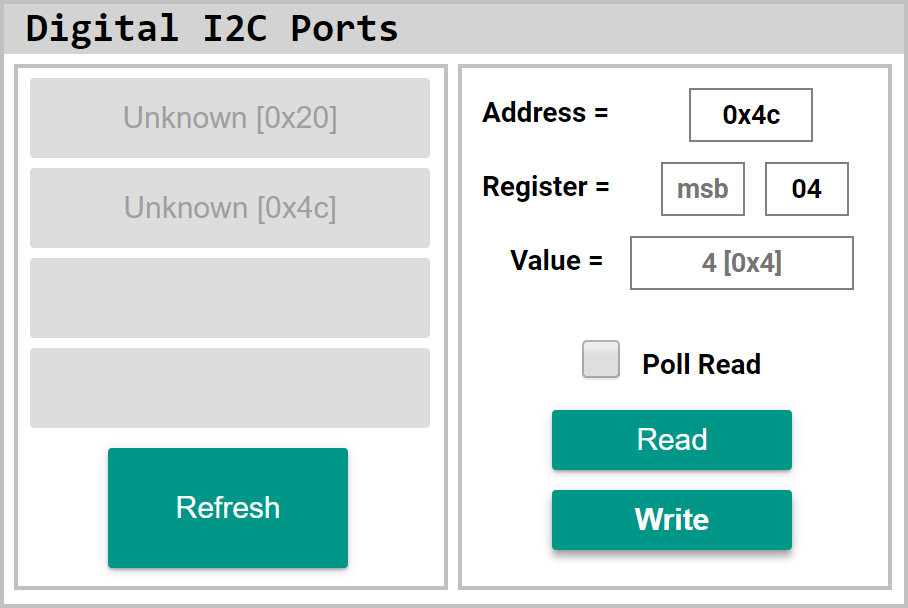 Digital I2C Ports
Unknown [0x20]
Unknown [0x4c]
Refresh
Address =
0x4c
Register =
msb
04
Value =
4 [0x4]
Poll Read
Read
Write